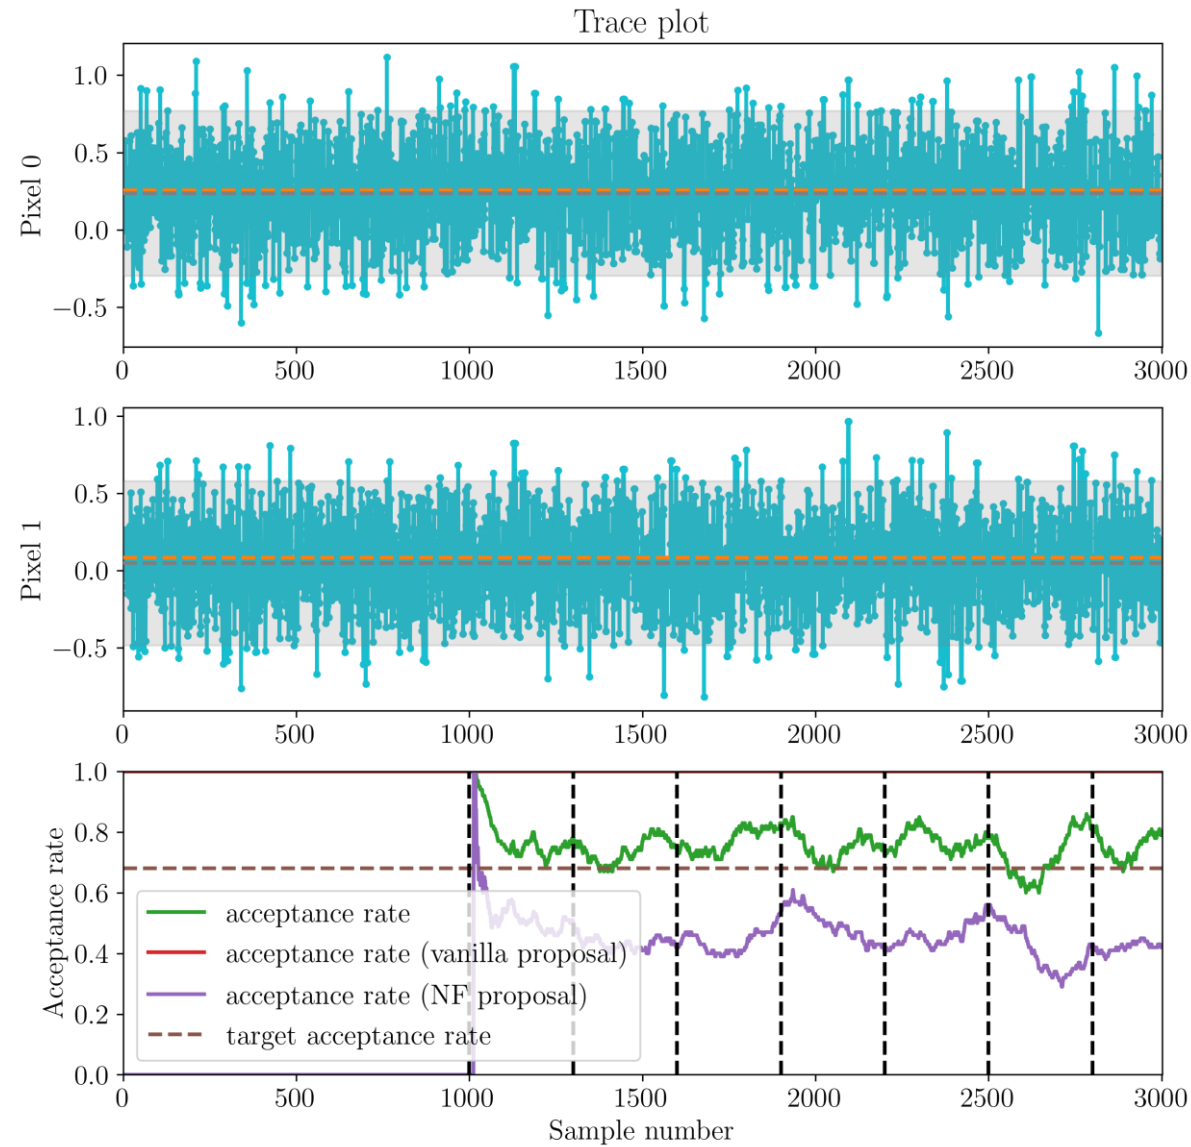 Trace plot
Pixel 0
1.0
0.5
0.0
−0.5
0 500 1000 1500 2000 2500 3000
Pixel 1
1.0
0.5
0.0
−0.5
0 500 1000 1500 2000 2500 3000
Acceptance rate
1.0
0.8
0.6
0.4
0.2
0.0
acceptance rate
acceptance rate (vanilla proposal)
acceptance rate (NF proposal)
target acceptance rate
0 500 1000 1500 2000 2500 3000
Sample number